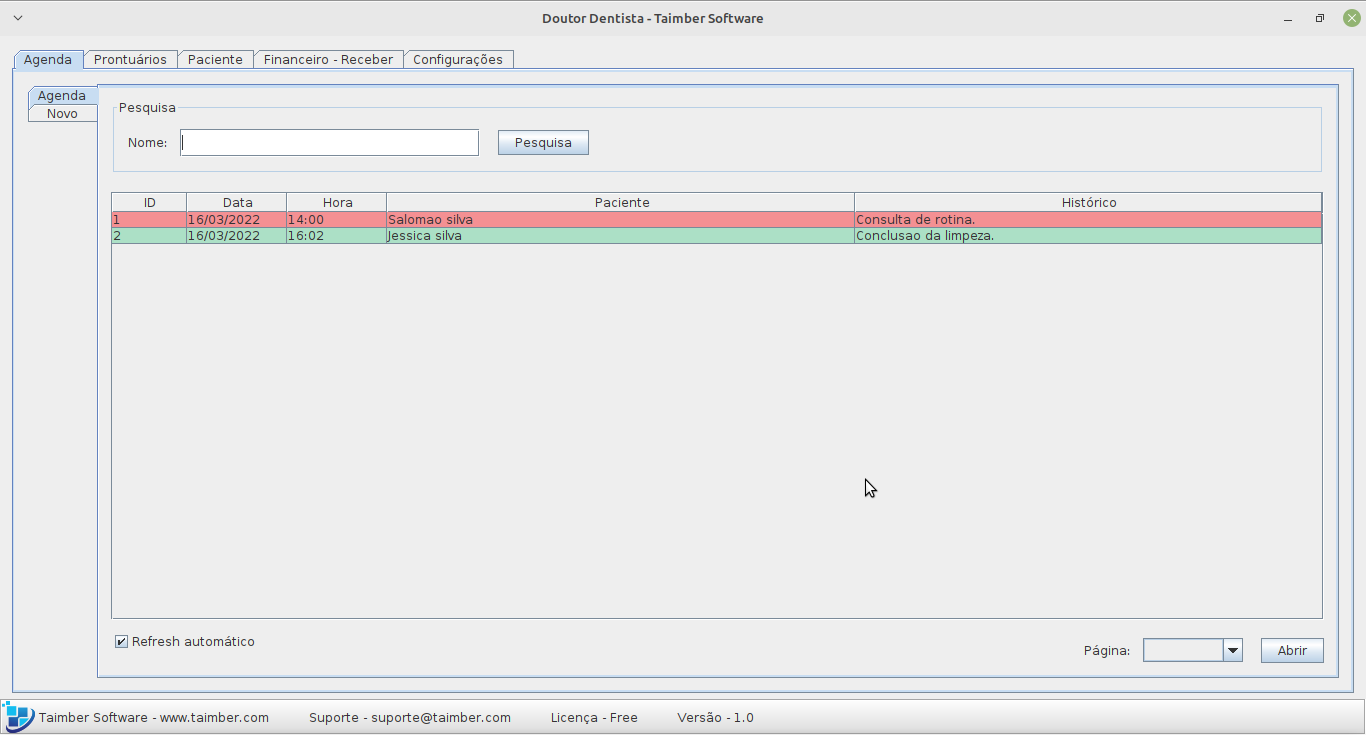 Doutor Dentista - Taimber Software
Agenda Prontuários Paciente Financeiro - Receber Configurações
Agenda
Novo
Pesquisa
Nome: Pesquisa
ID Data Hora Paciente Histórico
1 16/03/2022 14:00 Salomao silva Consulta de rotina.
2 16/03/2022 16:02 Jessica silva Conclusao da limpeza.
Refresh automático
Página: Abrir
Taimber Software - www.taimber.com Suporte - suporte@taimber.com Licença - Free Versão - 1.0